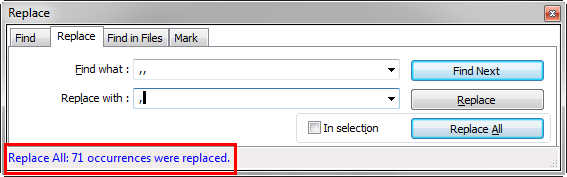 Replace
Find Replace Find in Files Mark
Find what : ,, Find Next
Replace with : , Replace
In selection Replace All
Replace All: 71 occurrences were replaced.